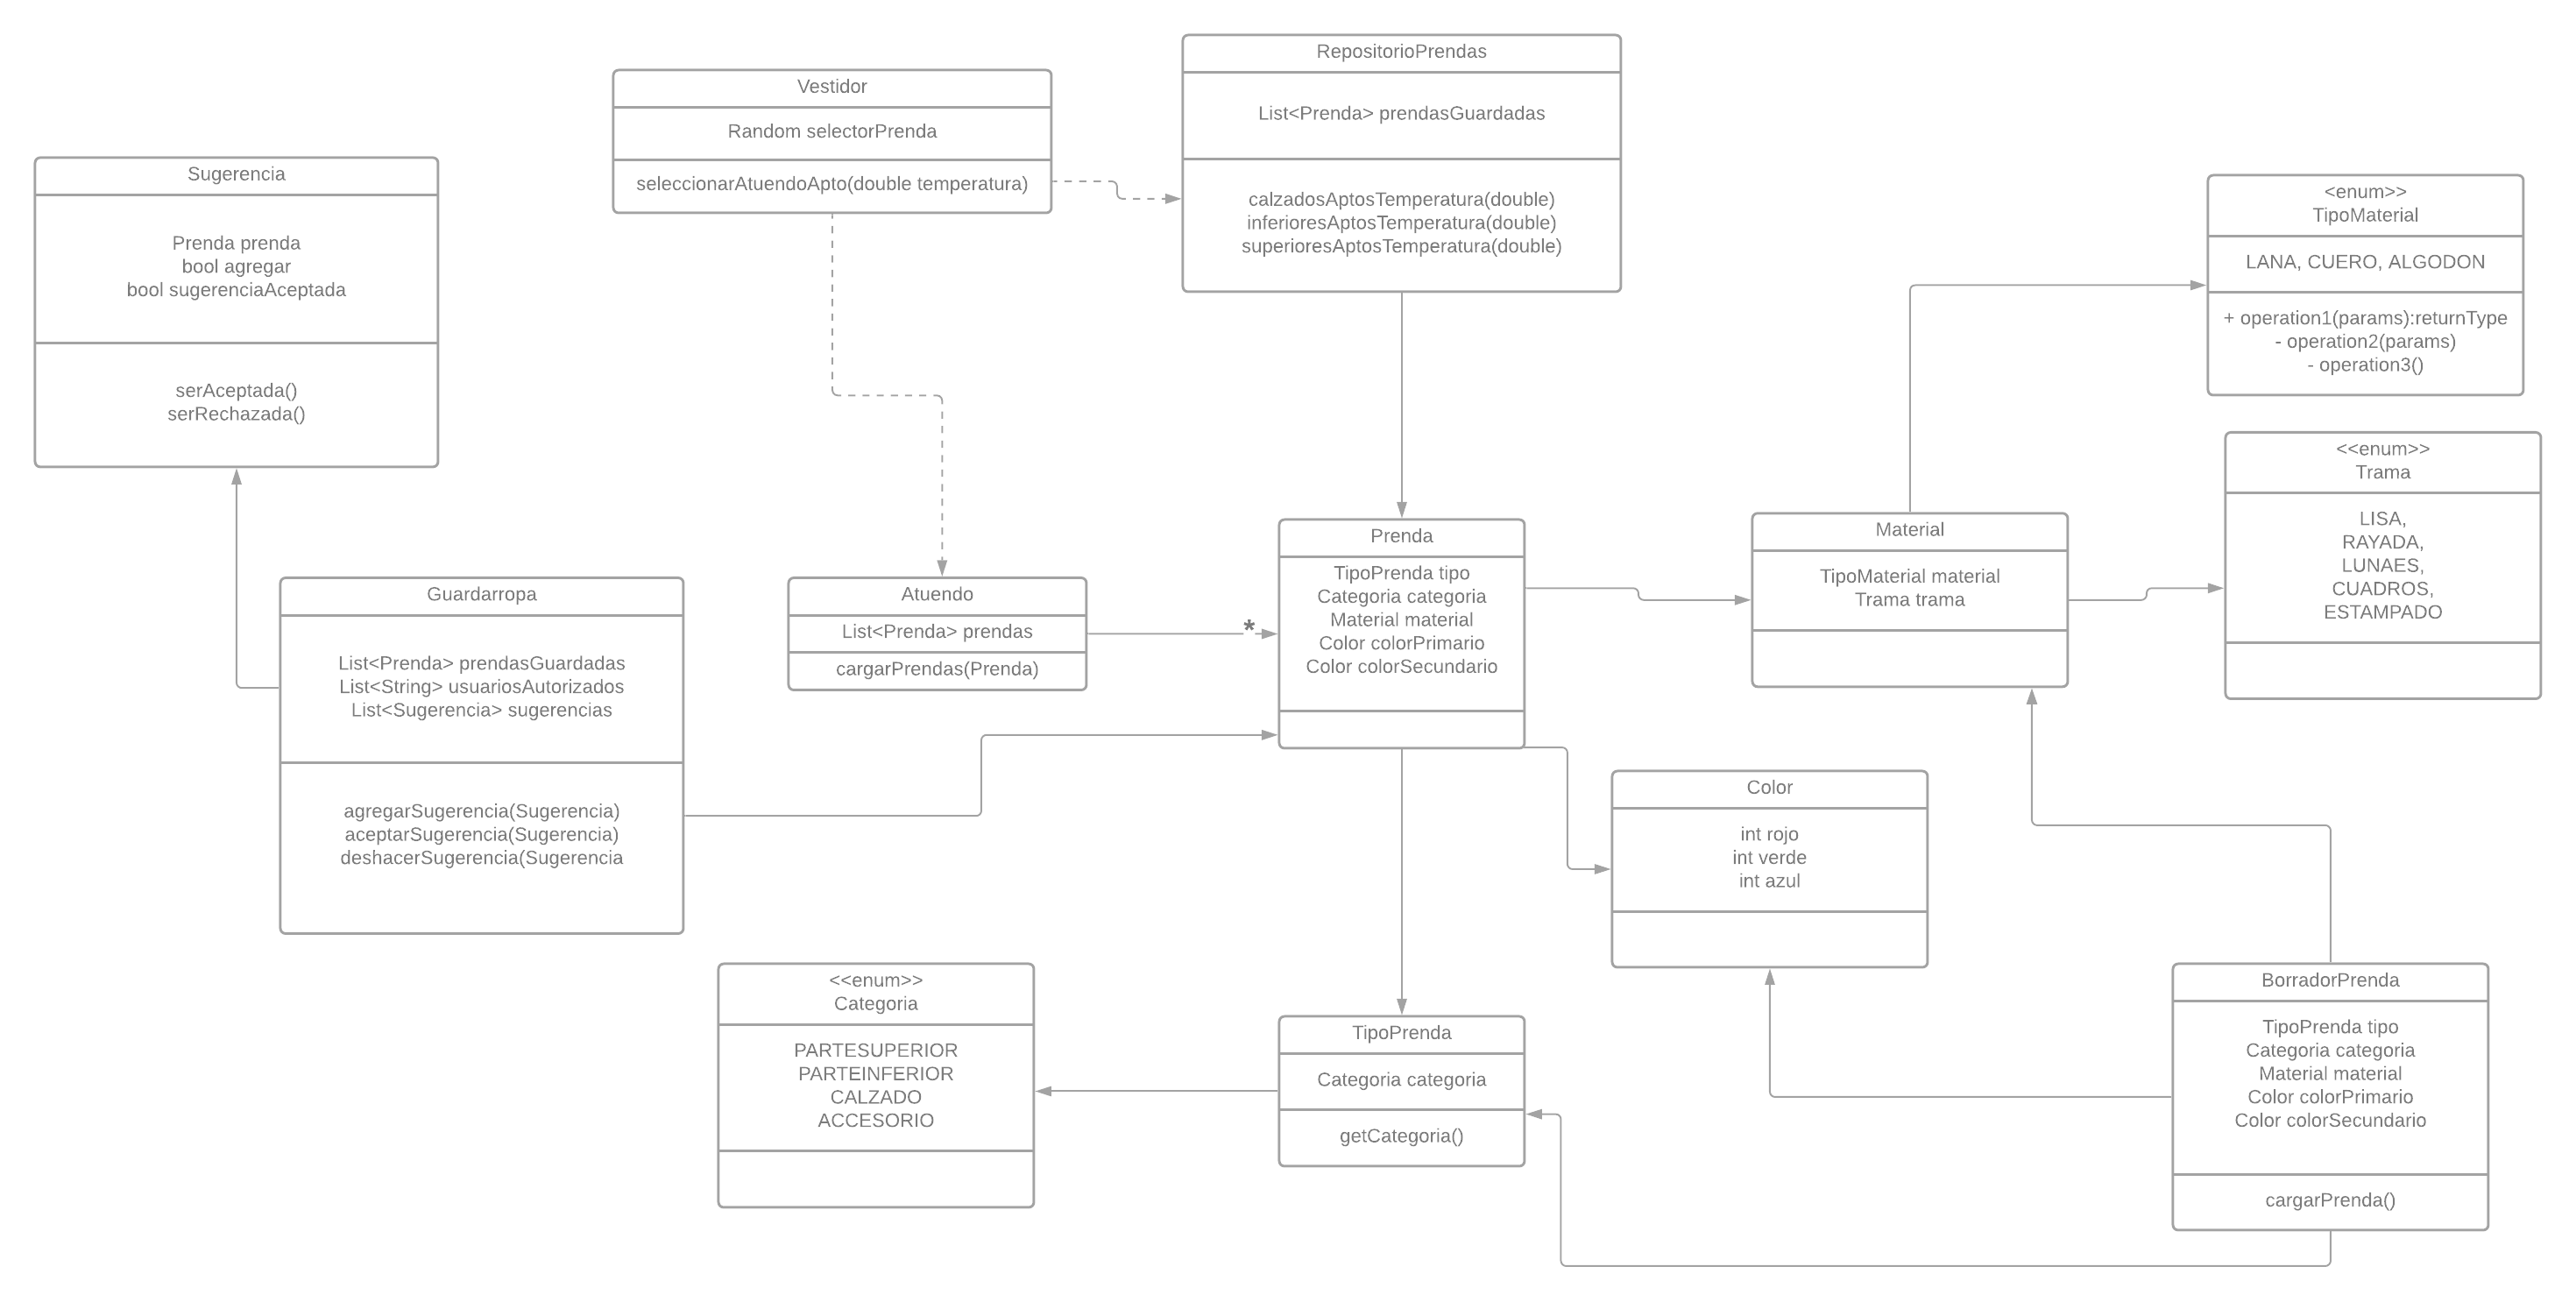 RepositorioPrendas
List<Prenda> prendasGuardadas
calzadosAptosTemperatura(double)
inferioresAptosTemperatura(double)
superioresAptosTemperatura(double)
Vestidor
Random selectorPrenda
seleccionarAtuendoApto(double temperatura)
Sugerencia
Prenda prenda
bool agregar
bool sugerenciaAceptada
serAceptada()
serRechazada()
<enum>>
TipoMaterial
LANA, CUERO, ALGODON
+ operation1(params):returnType
- operation2(params)
- operation3()
<<enum>>
Trama
LISA,
RAYADA,
LUNAES,
CUADROS,
ESTAMPADO
Prenda
TipoPrenda tipo
Categoria categoria
Material material
Color colorPrimario
Color colorSecundario
Material
TipoMaterial material
Trama trama
Guardarropa
List<Prenda> prendasGuardadas
List<String> usuariosAutorizados
List<Sugerencia> sugerencias
agregarSugerencia(Sugerencia)
aceptarSugerencia(Sugerencia)
deshacerSugerencia(Sugerencia
Atuendo
List<Prenda> prendas
cargarPrendas(Prenda)
*
Color
int rojo
int verde
int azul
<<enum>>
Categoria
PARTESUPERIOR
PARTEINFERIOR
CALZADO
ACCESORIO
TipoPrenda
Categoria categoria
getCategoria()
BorradorPrenda
TipoPrenda tipo
Categoria categoria
Material material
Color colorPrimario
Color colorSecundario
cargarPrenda()